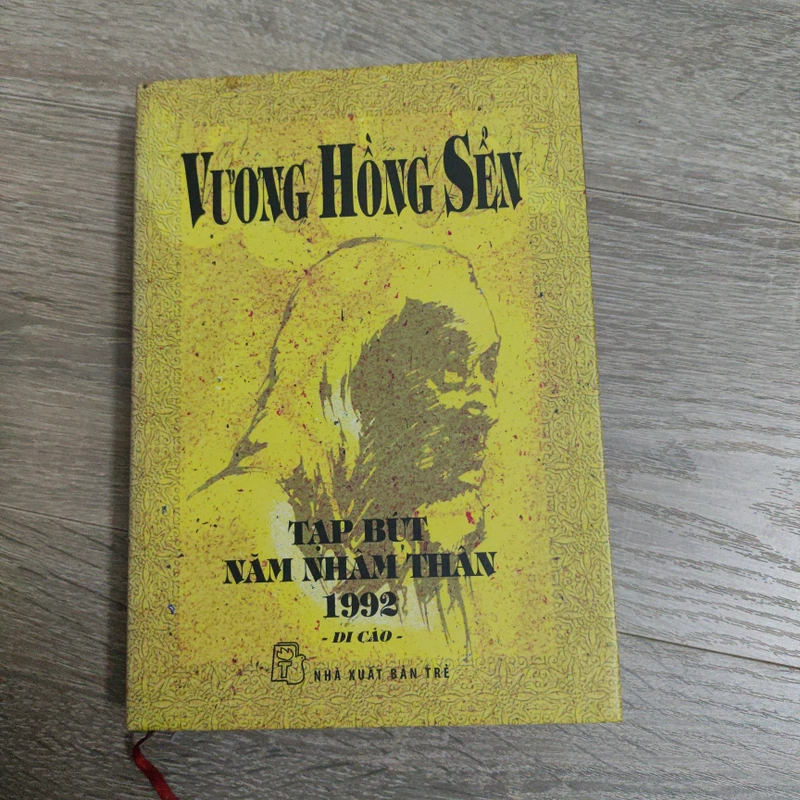 VƯƠNG HỒNG SỂN
TẠP BÚT
NĂM NHÂM THÂN
1992
- DI CẢO -
NHÀ XUẤT BẢN TRẺ